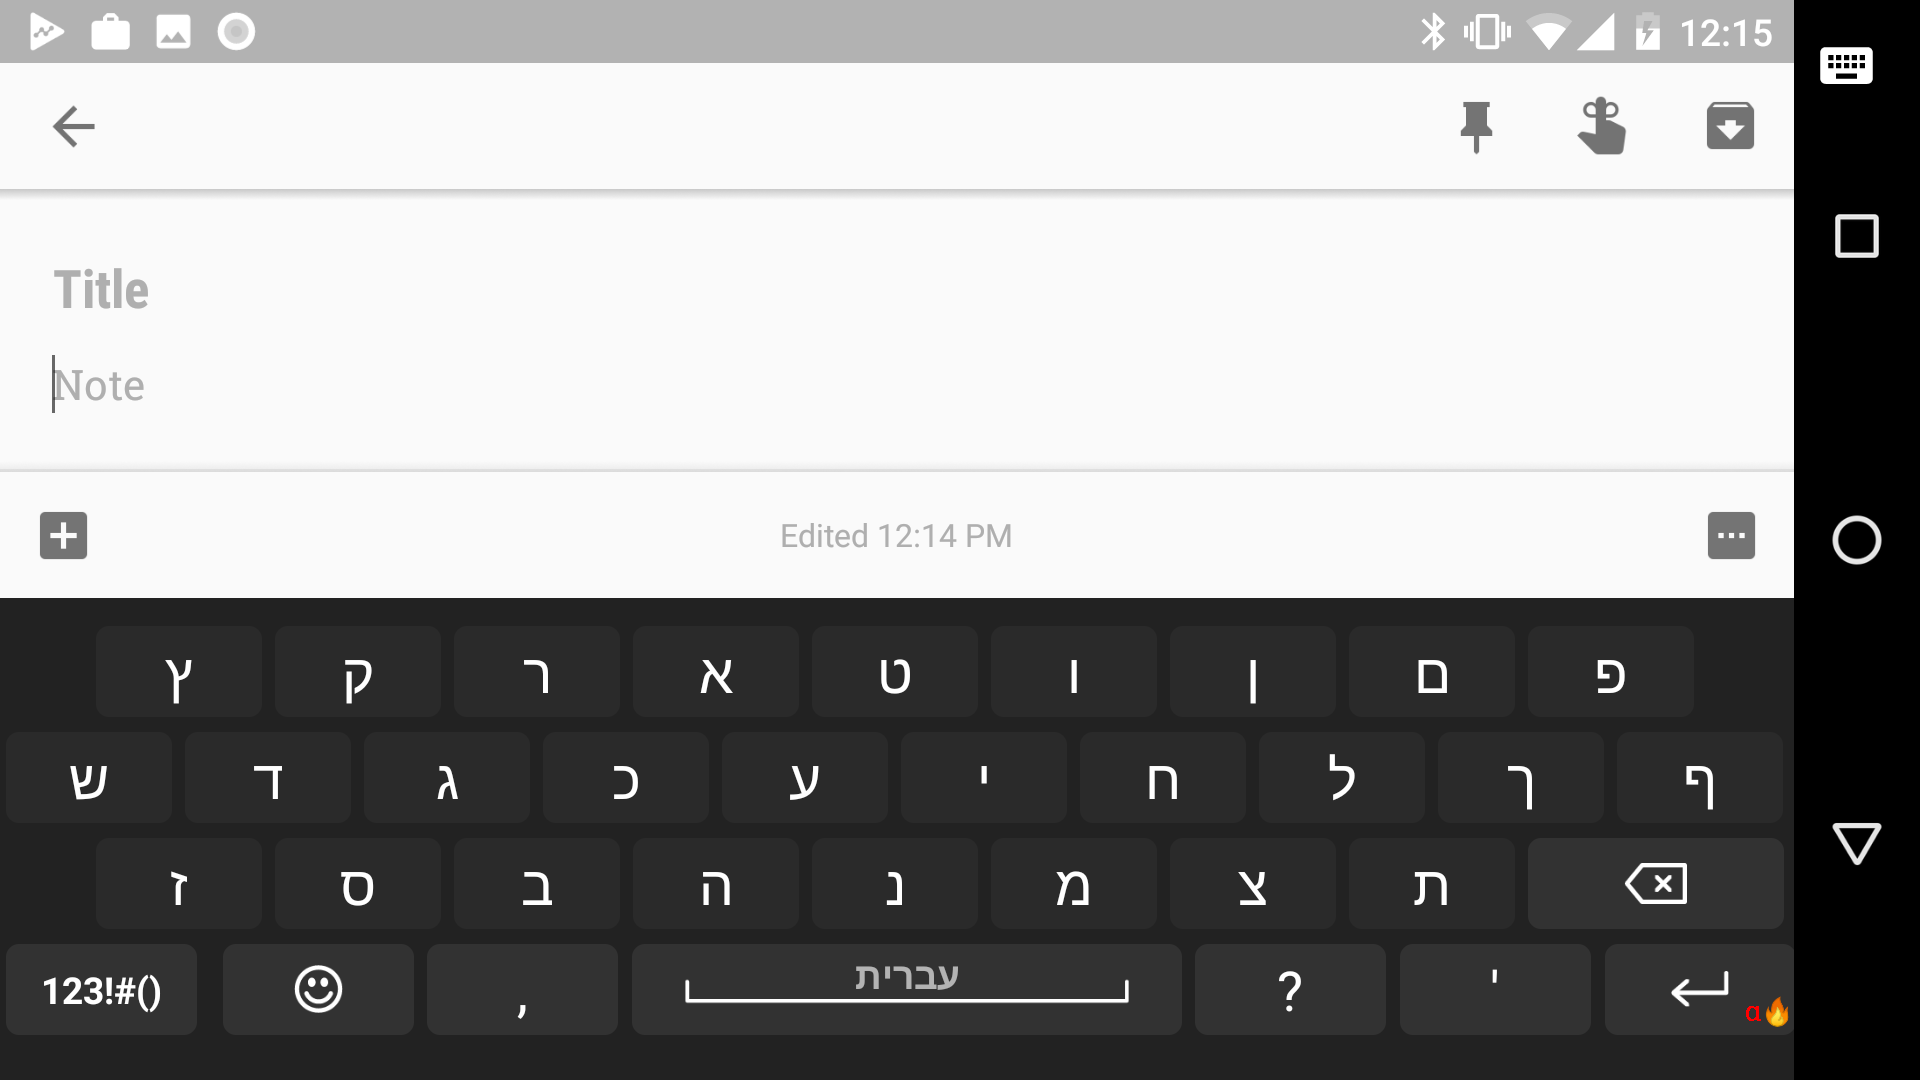 12:15
Title
Note
Edited 12:14 PM
ץ ק ר א ט ו ן ם פ
ש ד ג כ ע י ח ל ך ף
ז ס ב ה נ מ צ ת
123!#() , עברית ? '
α🔥